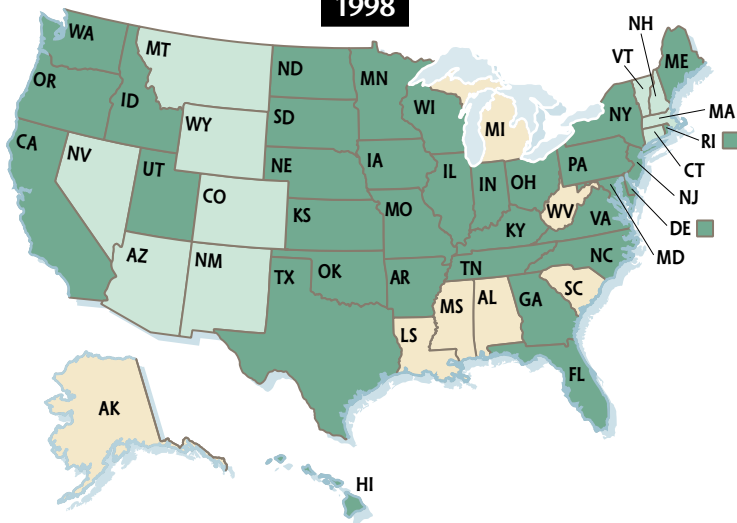 1998
WA
MT
ND
MN
OR
ID
WY
SD
WI
MI
NH
VT
ME
NY
MA
RI
CT
NJ
DE
MD
CA
NV
UT
CO
NE
IA
IL
IN
OH
PA
WV
VA
KS
MO
KY
AZ
NM
TX
OK
AR
TN
NC
LS
MS
AL
GA
SC
FL
AK
HI